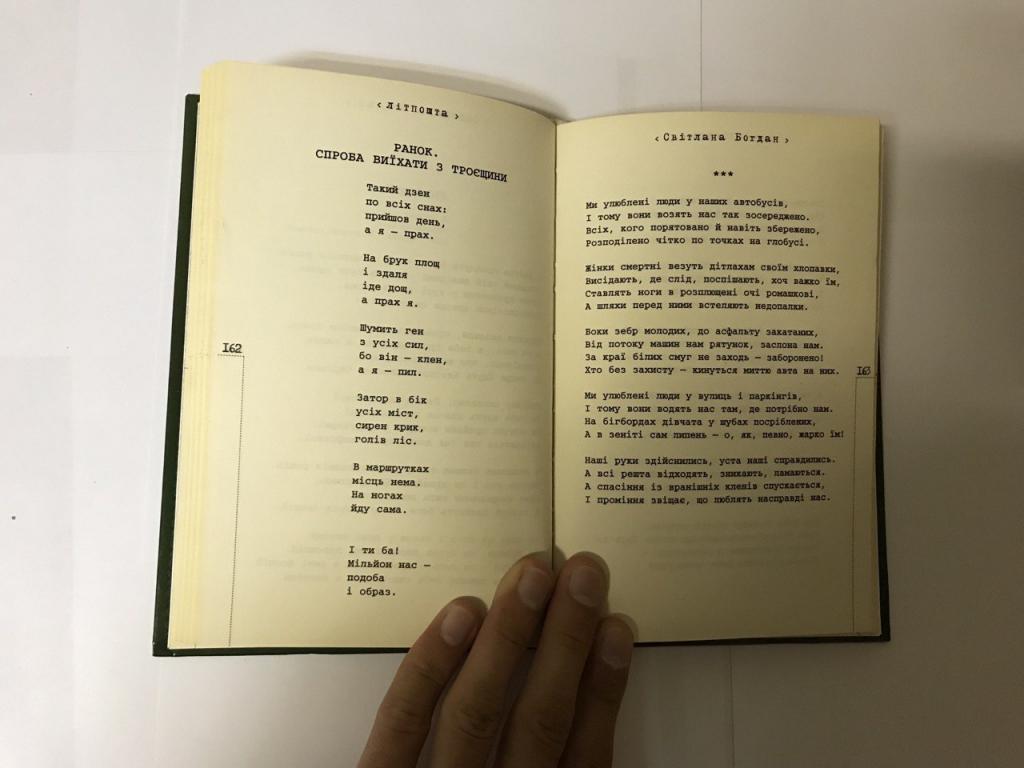 ‹ Літпошта ›
РАНОК.
СПРОБА ВИЇХАТИ З ТРОЄЩИНИ
Такий дзен
по всіх снах:
прийшов день,
а я — прах.
На брук площ
і здаля
іде дощ,
а прах я.
Шумить ген
з усіх сил,
бо він — клен,
а я — пил.
Затор в бік
усіх міст,
сирен крик,
голів ліс.
В маршрутках
місць нема.
На ногах
йду сама.
І ти ба!
Мільйон нас —
подоба
і образ.
162
‹ Світлана Богдан ›
***
Ми улюблені люди у наших автобусів,
І тому вони возять нас так зосереджено.
Всіх, кого порятовано й навіть збережено,
Розподілено чітко по точках на глобусі.
Жінки смертні везуть дітлахам своїм хлопавки,
Висідають, де слід, поспішають, хоч важко їм,
Ставлять ноги в розплющені очі ромашкові,
А шляхи перед ними встеляють недопалки.
Боки зебр молодих, до асфальту закатаних,
Від потоку машин нам рятунок, заслона нам.
За краї білих смуг не заходь — заборонено!
Хто без захисту — кинуться миттю авта на них.
Ми улюблені люди у вулиць і паркінгів,
І тому вони водять нас там, де потрібно нам.
На бігбордах дівчата у шубах посріблених,
А в зеніті сам липень — о, як, певно, жарко їм!
Наші руки здійснились, уста наші справдились.
А всі решта відходять, зникають, ламаються.
А спасіння із вранішніх кленів спускається,
І проміння звіщає, що люблять насправді нас.
163